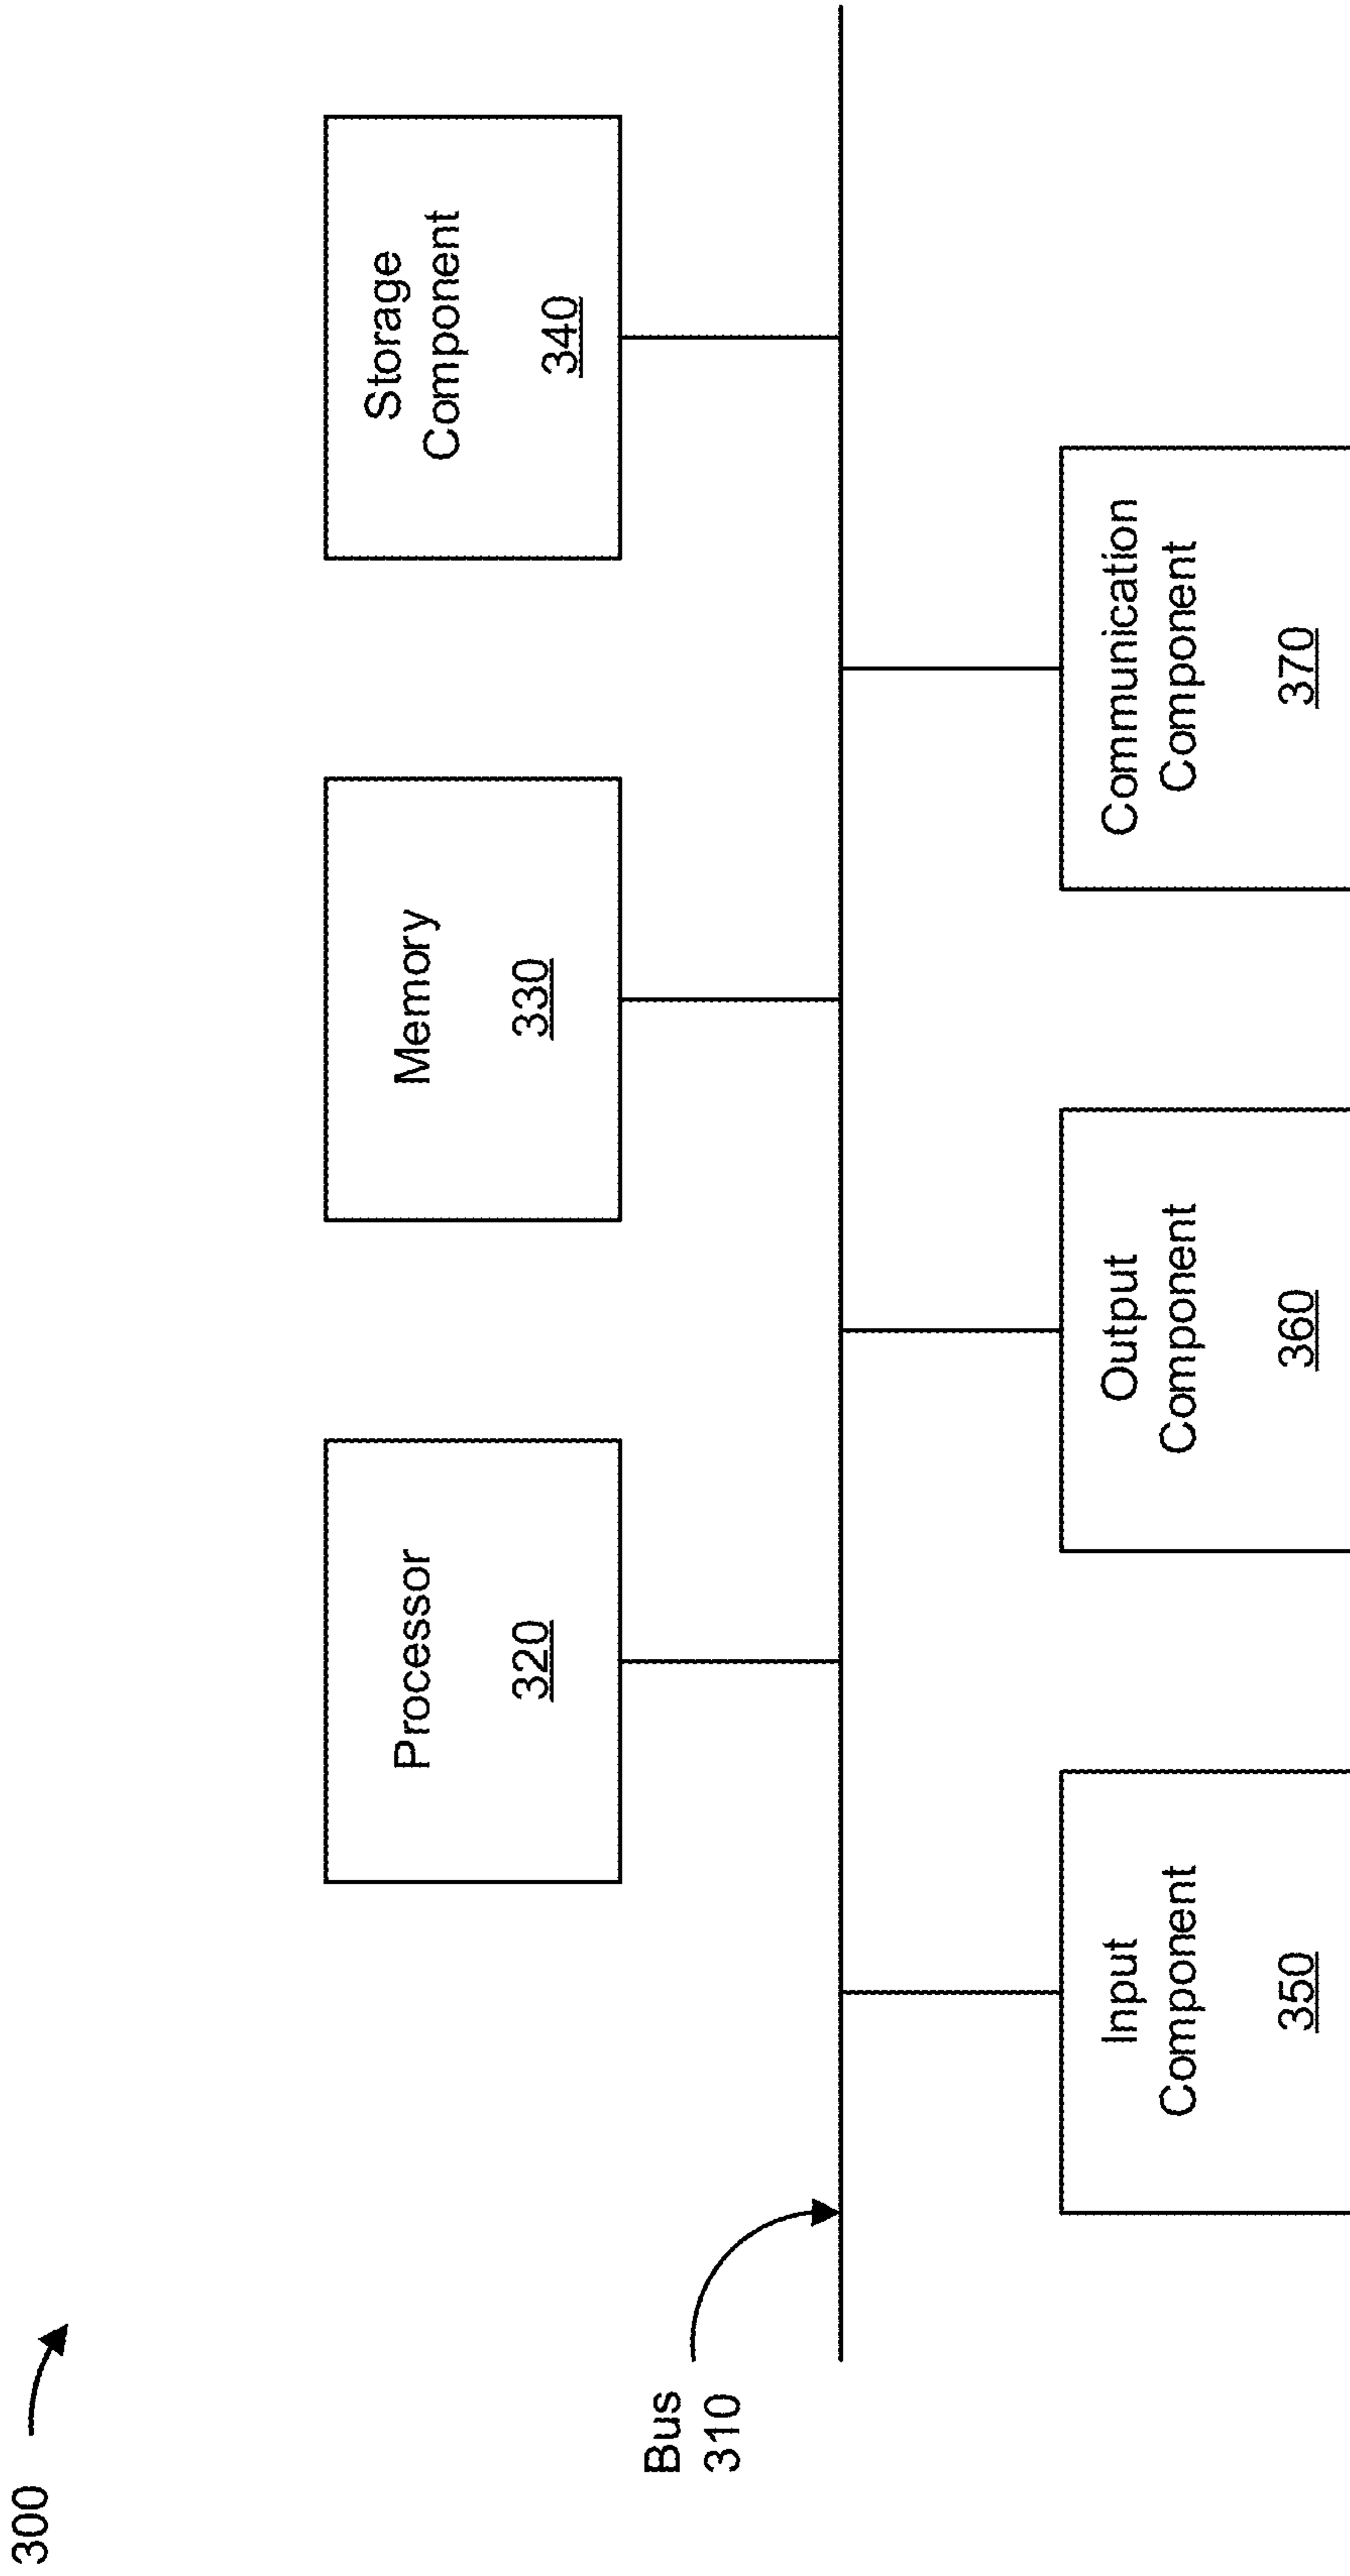 300
Processor
320
Memory
330
Storage
Component
340
Bus
310
Input
Component
350
Output
Component
360
Communication
Component
370